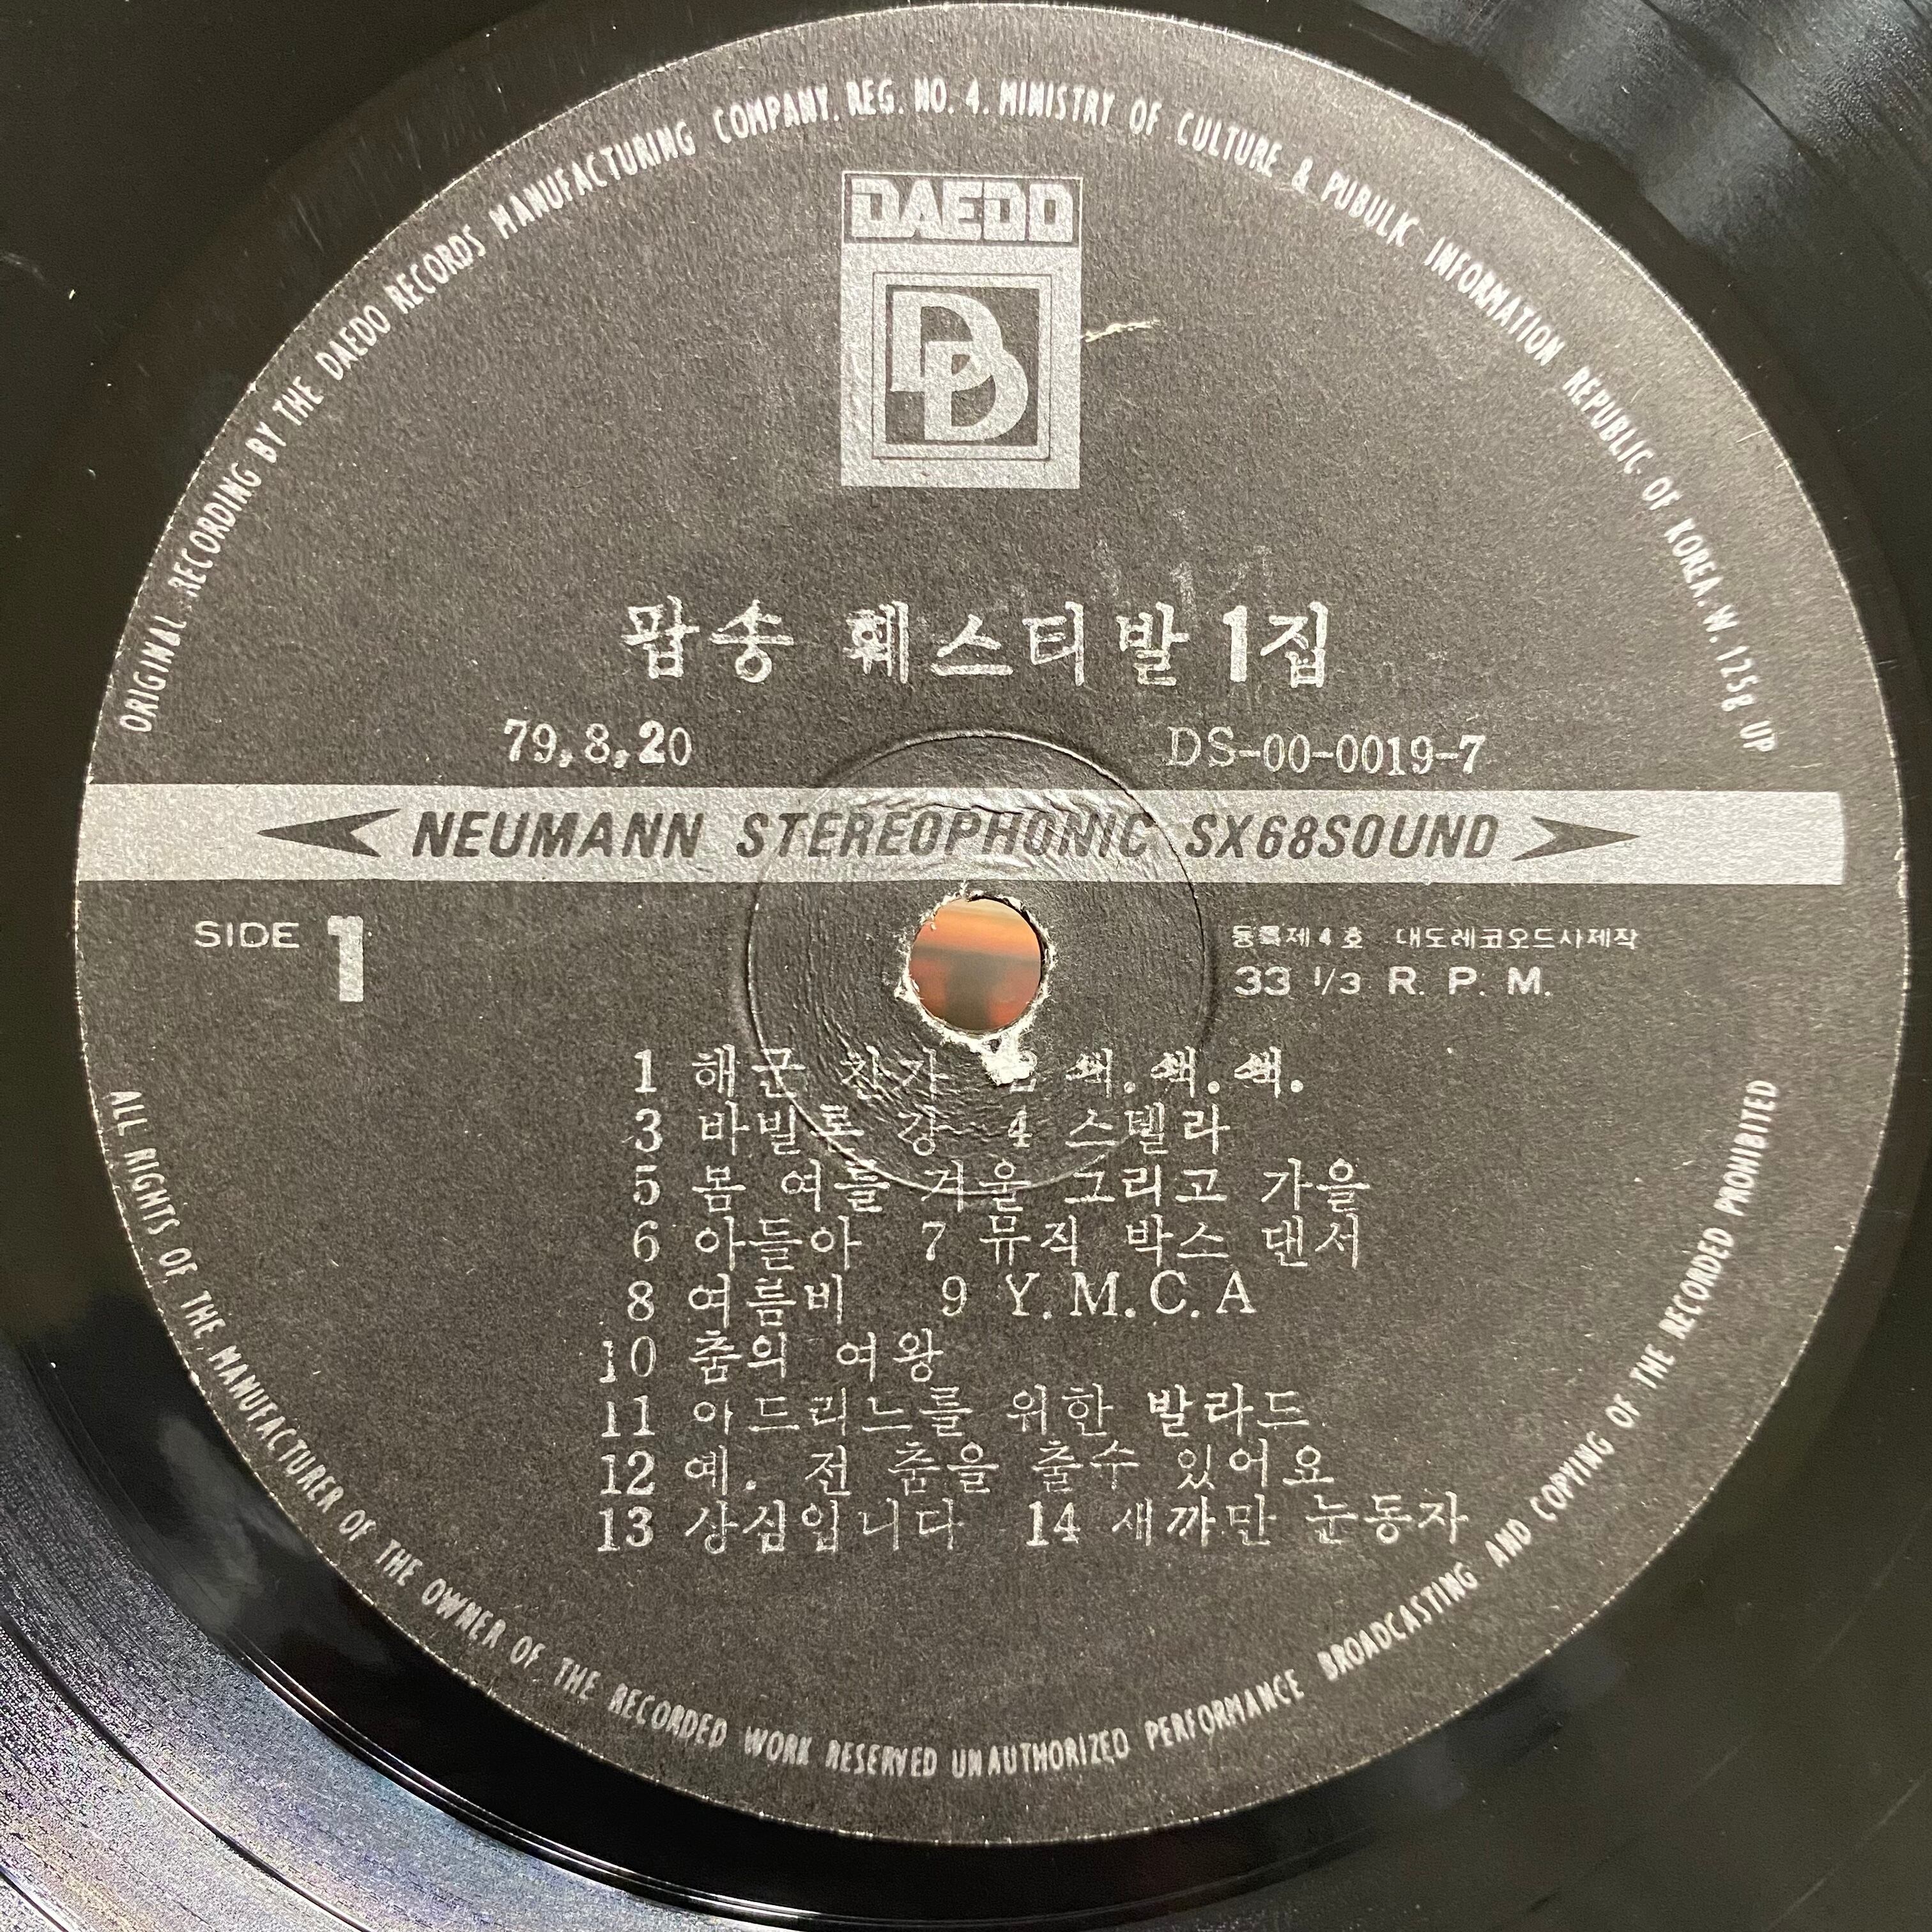 ORIGINAL RECORDING BY THE DAEDO RECORDS MANUFACTURING COMPANY. REG. NO. 4. MINISTRY OF CULTURE & PUBULIC INFORMATION REPUBLIC OF KOREA. W. 1258 UP
DAEDO
DD
팝송 훼스티발 1집
79.8.20
DS-00-0019-7
NEUMANN STEREOPHONIC SX68SOUND
SIDE 1
등록제4호 대도레코오드사제작
33 1/3 R. P. M.
1 해군 찬가 색.색.색.
3 바빌론 강 4 스텔라
5 봄 여름 겨울 그리고 가을
6 아들아 7 뮤직 박스 댄서
8 여름비 9 Y.M.C.A
10 춤의 여왕
11 아드리느를 위한 발라드
12 예. 전 춤을 출수 있어요
13 상심입니다 14 새까만 눈동자
ALL RIGHTS OF THE MANUFACTURER OF THE OWNER OF THE RECORDED WORK RESERVED UNAUTHORIZED PERFORMANCE BROADCASTING AND COPYING OF THE RECORDED PROHIBITED